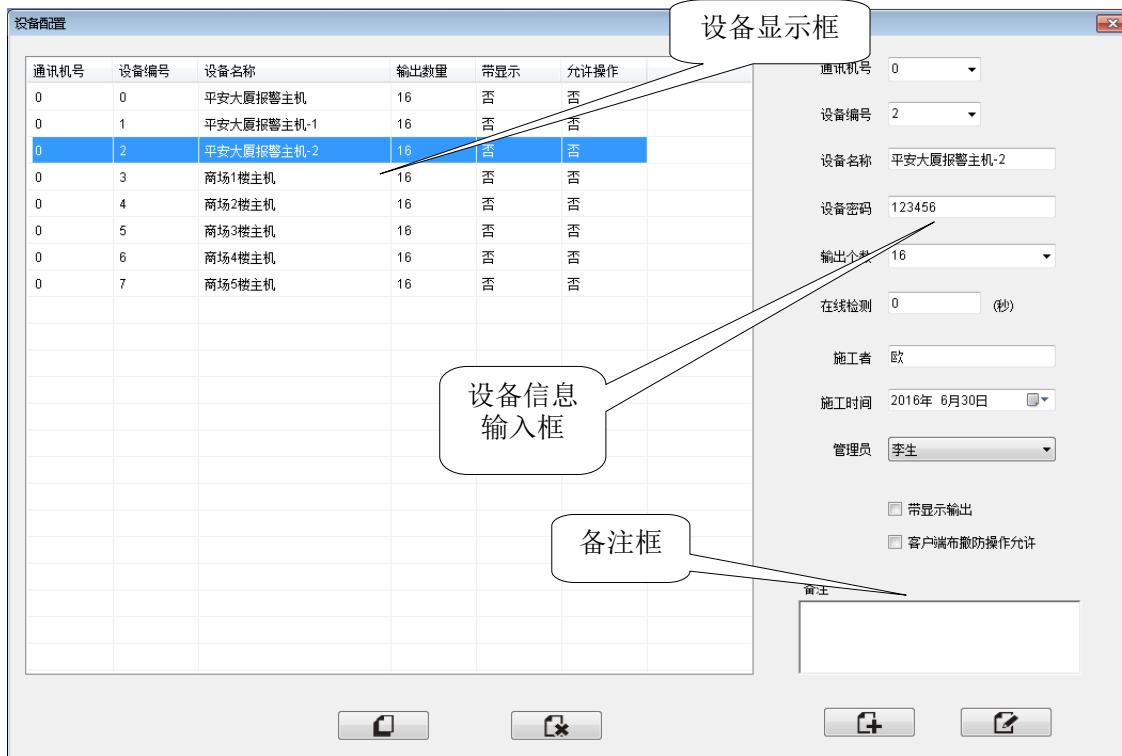 设备配置
设备显示框
通讯机号 设备编号 设备名称 输出数量 带显示 允许操作
0 0 平安大厦报警主机 16 否 否
0 1 平安大厦报警主机-1 16 否 否
0 2 平安大厦报警主机-2 16 否 否
0 3 商场1楼主机 16 否 否
0 4 商场2楼主机 16 否 否
0 5 商场3楼主机 16 否 否
0 6 商场4楼主机 16 否 否
0 7 商场5楼主机 16 否 否
通讯机号 0
设备编号 2
设备名称 平安大厦报警主机-2
设备密码 123456
输出个数 16
在线检测 0 (秒)
施工者 欧
施工时间 2016年 6月30日
管理员 李生
带显示输出
客户端布撤防操作允许
备注
设备信息
输入框
备注框